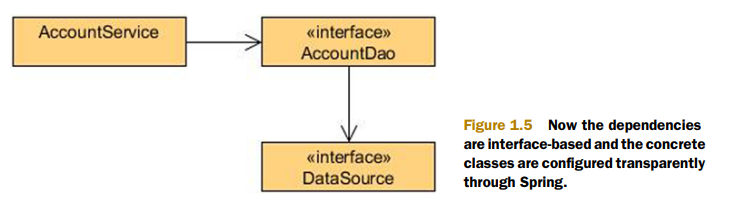 AccountService
«interface»
AccountDao
«interface»
DataSource
Figure 1.5 Now the dependencies
are interface-based and the concrete
classes are configured transparently
through Spring.